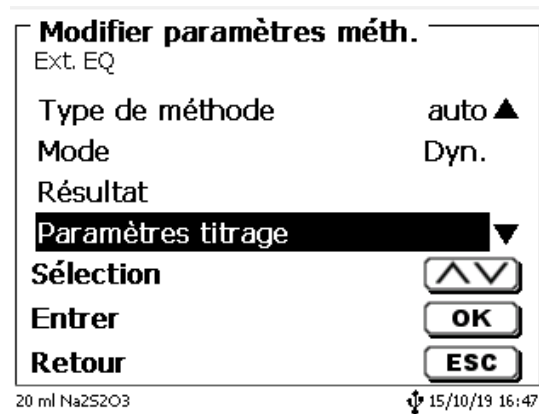 Modifier paramètres méth.
Ext. EQ
Type de méthode auto ▲
Mode Dyn.
Résultat
Paramètres titrage ▼
Sélection
Entrer OK
Retour ESC
20 ml Na2S2O3 15/10/19 16:47